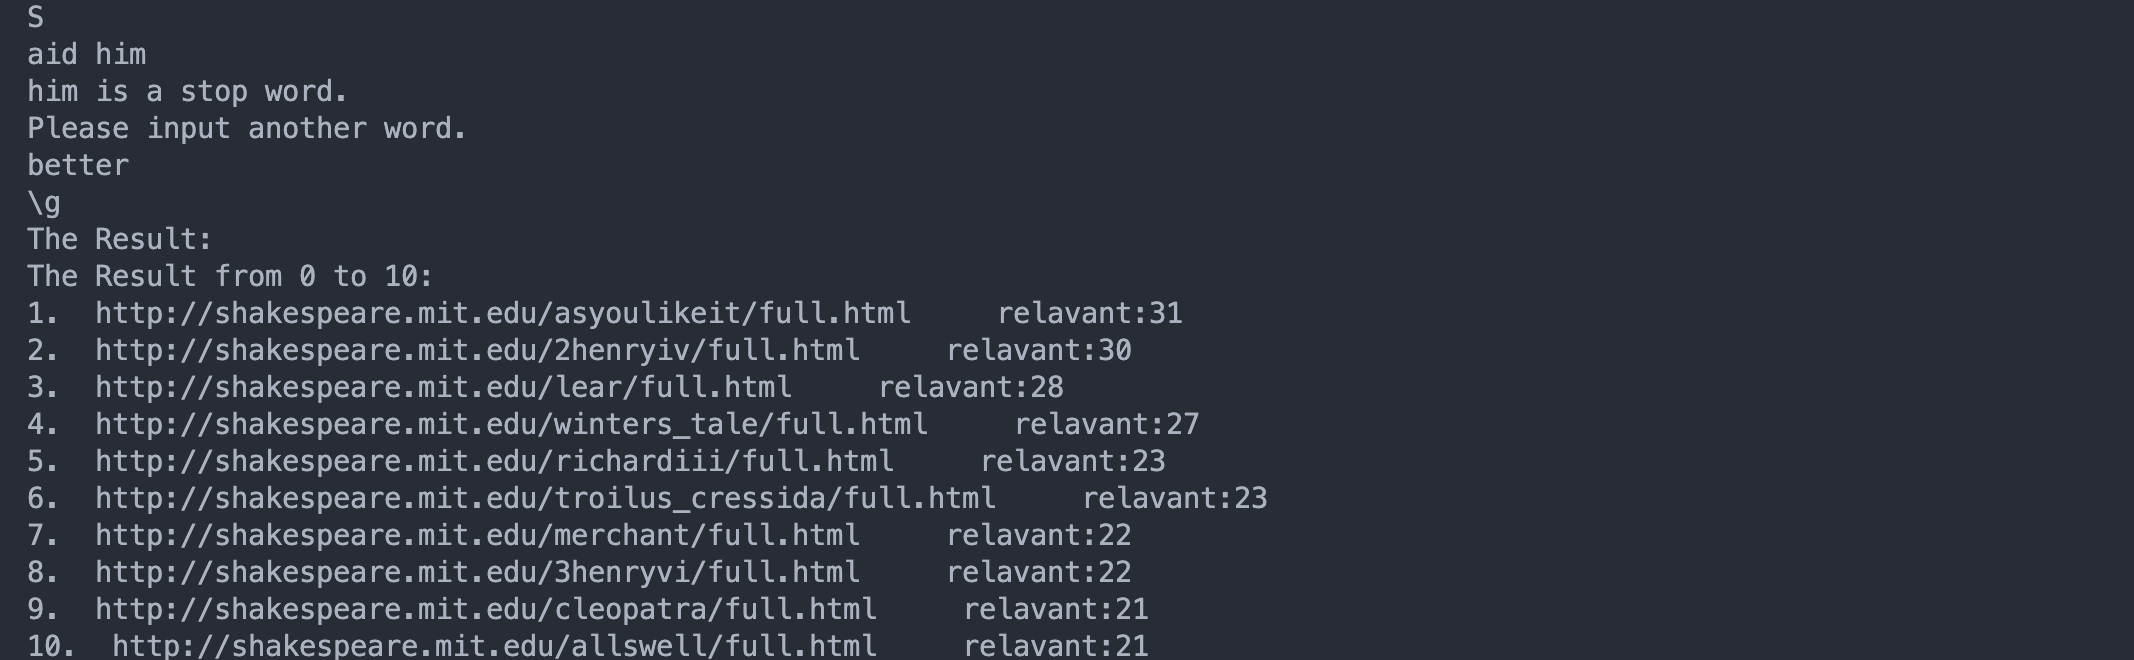 S
aid him
him is a stop word.
Please input another word.
better
\g
The Result:
The Result from 0 to 10:
1.  http://shakespeare.mit.edu/asyoulikeit/full.html     relavant:31
2.  http://shakespeare.mit.edu/2henryiv/full.html     relavant:30
3.  http://shakespeare.mit.edu/lear/full.html     relavant:28
4.  http://shakespeare.mit.edu/winters_tale/full.html     relavant:27
5.  http://shakespeare.mit.edu/richardiii/full.html     relavant:23
6.  http://shakespeare.mit.edu/troilus_cressida/full.html     relavant:23
7.  http://shakespeare.mit.edu/merchant/full.html     relavant:22
8.  http://shakespeare.mit.edu/3henryvi/full.html     relavant:22
9.  http://shakespeare.mit.edu/cleopatra/full.html     relavant:21
10.  http://shakespeare.mit.edu/allswell/full.html     relavant:21